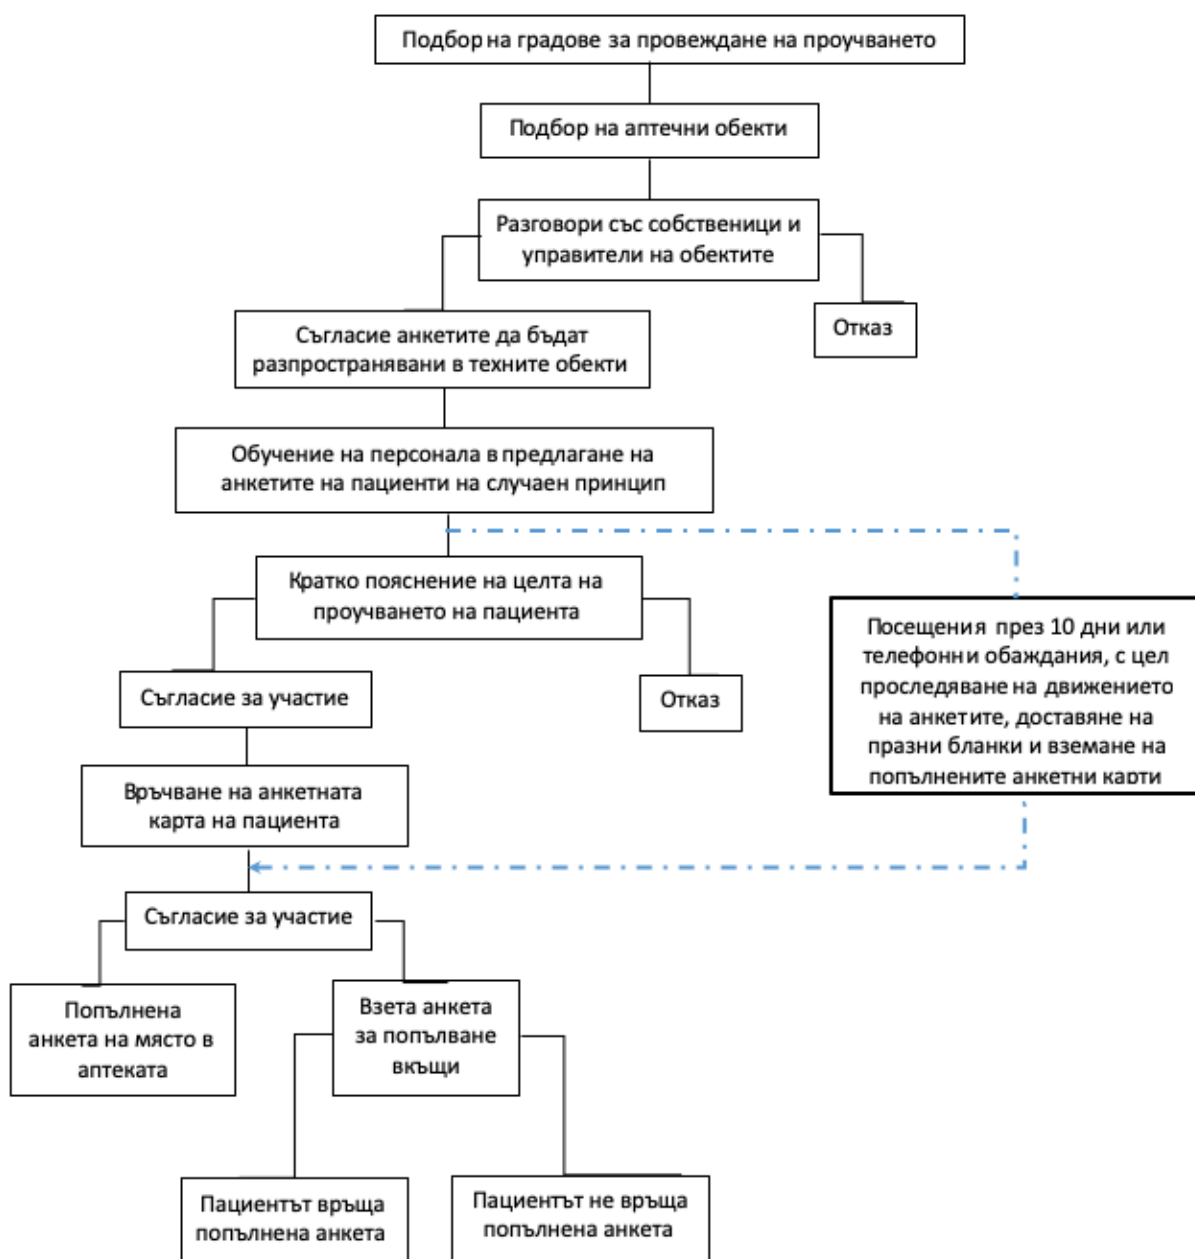 Подбор на градове за провеждане на проучването
Подбор на аптечни обекти
Разговори със собственици и
управители на обектите
Отказ
Съгласие анкетите да бъдат
разпространявани в техните обекти
Обучение на персонала в предлагане на
анкетите на пациенти на случаен принцип
Кратко пояснение на целта на
проучването на пациента
Посещения през 10 дни или
телефонни обаждания, с цел
проследяване на движението
на анкетите, доставяне на
празни бланки и вземане на
попълнените анкетни карти
Съгласие за участие
Отказ
Връчване на анкетната
карта на пациента
Съгласие за участие
Попълнена
анкета на място в
аптеката
Взета анкета
за попълване
вкъщи
Пациентът връща
попълнена анкета
Пациентът не връща
попълнена анкета